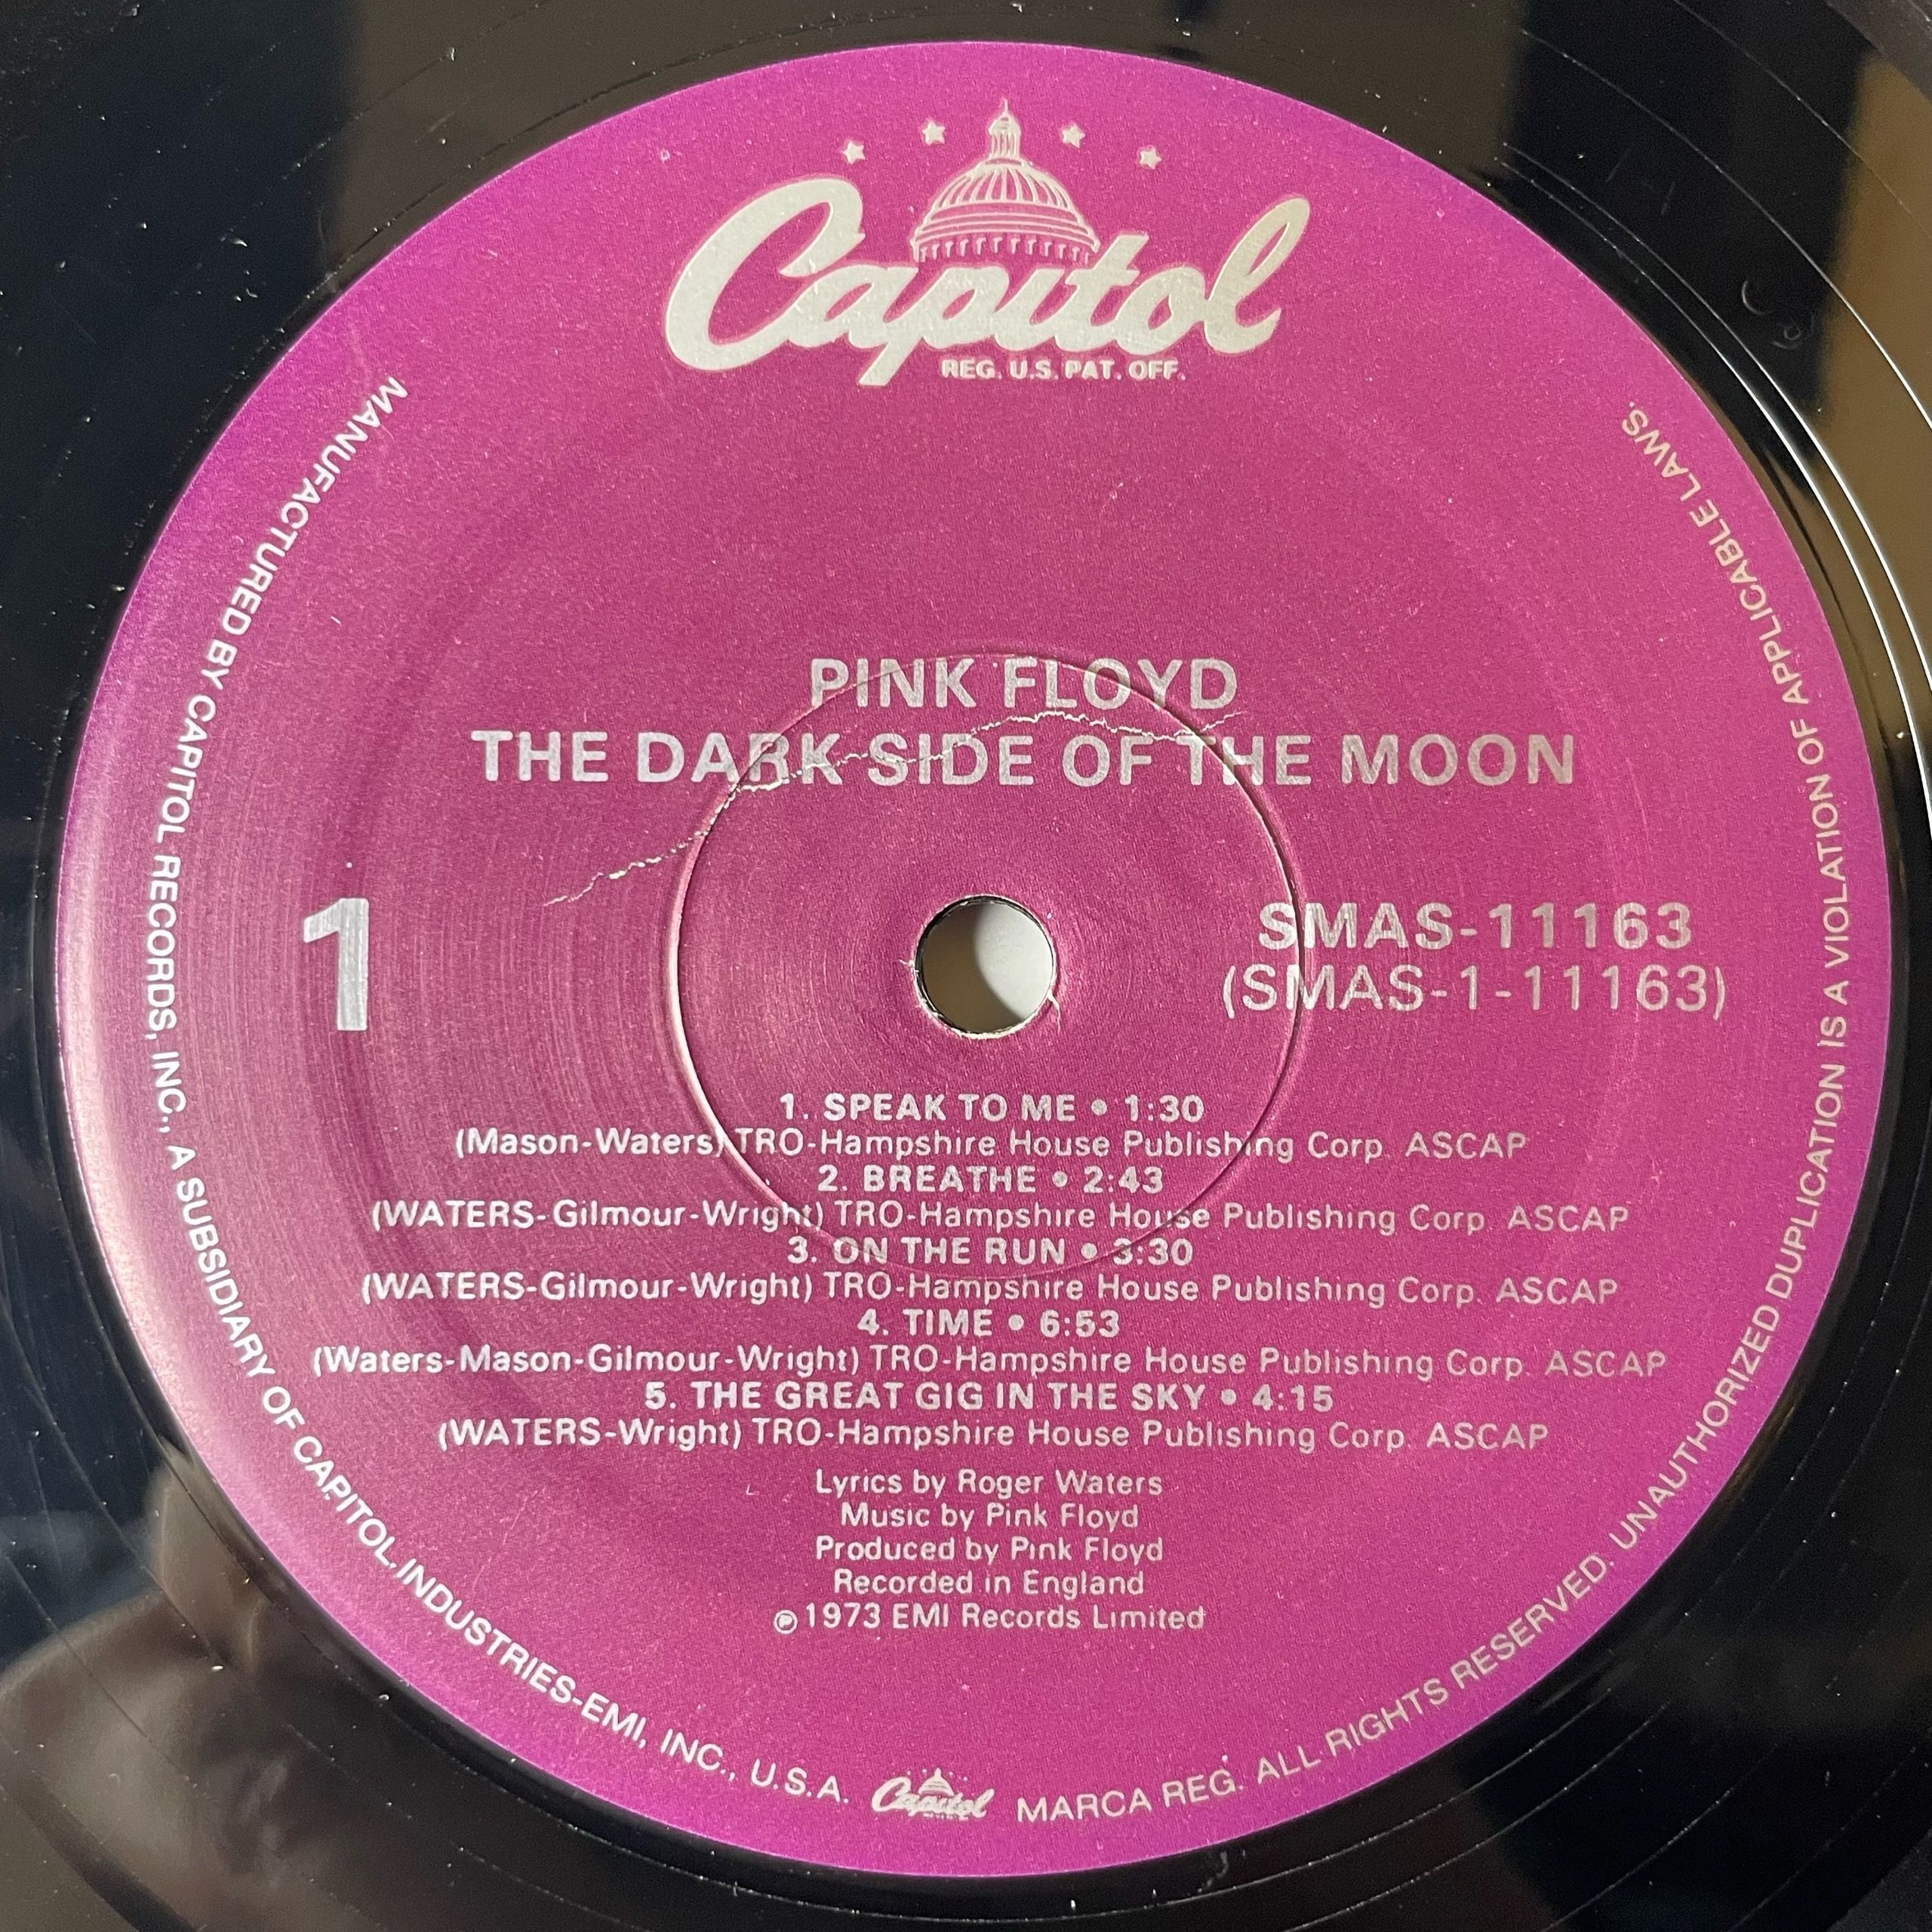 Capitol
REG. U.S. PAT. OFF.
PINK FLOYD
THE DARK SIDE OF THE MOON
1
SMAS-11163
(SMAS-1-11163)
1. SPEAK TO ME • 1:30
(Mason-Waters) TRO-Hampshire House Publishing Corp. ASCAP
2. BREATHE • 2:43
(WATERS-Gilmour-Wright) TRO-Hampshire House Publishing Corp. ASCAP
3. ON THE RUN • 3:30
(WATERS-Gilmour-Wright) TRO-Hampshire House Publishing Corp. ASCAP
4. TIME • 6:53
(Waters-Mason-Gilmour-Wright) TRO-Hampshire House Publishing Corp. ASCAP
5. THE GREAT GIG IN THE SKY • 4:15
(WATERS-Wright) TRO-Hampshire House Publishing Corp. ASCAP
Lyrics by Roger Waters
Music by Pink Floyd
Produced by Pink Floyd
Recorded in England
℗ 1973 EMI Records Limited
MANUFACTURED BY CAPITOL RECORDS, INC., A SUBSIDIARY OF CAPITOL INDUSTRIES-EMI, INC., U.S.A. Capitol MARCA REG. ALL RIGHTS RESERVED. UNAUTHORIZED DUPLICATION IS A VIOLATION OF APPLICABLE LAWS.